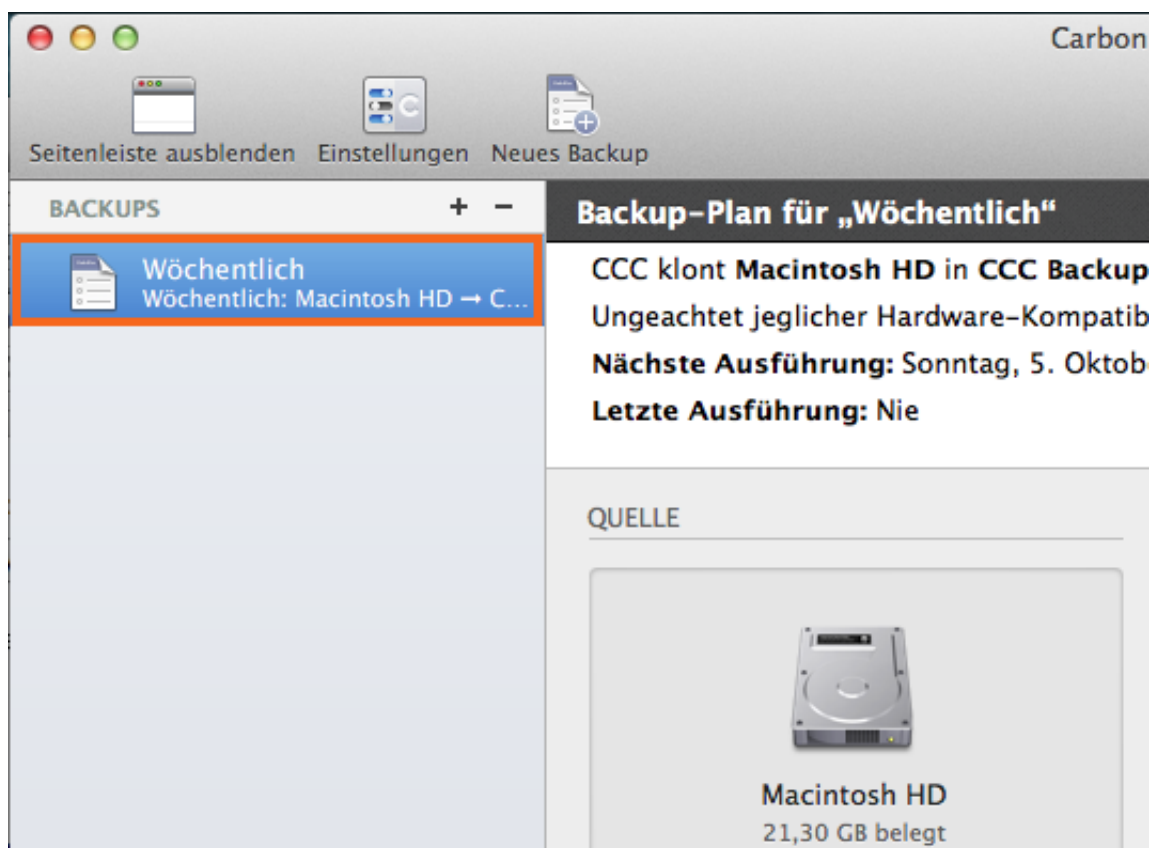 Carbon
Seitenleiste ausblenden Einstellungen Neues Backup
BACKUPS + −
Wöchentlich
Wöchentlich: Macintosh HD → C...
Backup-Plan für „Wöchentlich“
CCC klont Macintosh HD in CCC Backup
Ungeachtet jeglicher Hardware-Kompatib
Nächste Ausführung: Sonntag, 5. Oktob
Letzte Ausführung: Nie
QUELLE
Macintosh HD
21,30 GB belegt